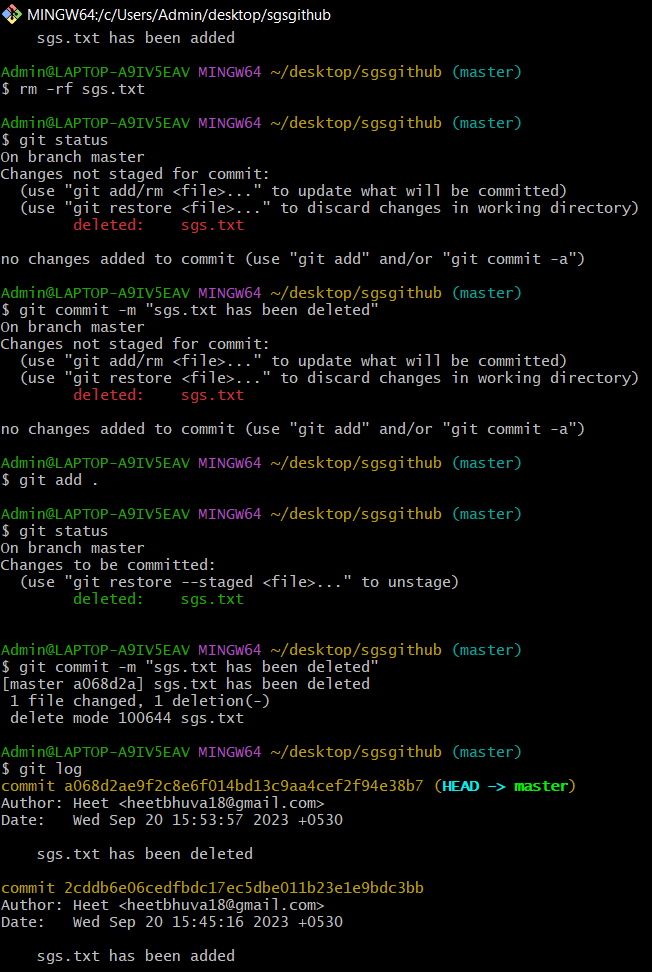 MINGW64:/c/Users/Admin/desktop/sgsgithub
    sgs.txt has been added

Admin@LAPTOP-A9IV5EAV MINGW64 ~/desktop/sgsgithub (master)
$ rm -rf sgs.txt

Admin@LAPTOP-A9IV5EAV MINGW64 ~/desktop/sgsgithub (master)
$ git status
On branch master
Changes not staged for commit:
  (use "git add/rm <file>..." to update what will be committed)
  (use "git restore <file>..." to discard changes in working directory)
        deleted:    sgs.txt

no changes added to commit (use "git add" and/or "git commit -a")

Admin@LAPTOP-A9IV5EAV MINGW64 ~/desktop/sgsgithub (master)
$ git commit -m "sgs.txt has been deleted"
On branch master
Changes not staged for commit:
  (use "git add/rm <file>..." to update what will be committed)
  (use "git restore <file>..." to discard changes in working directory)
        deleted:    sgs.txt

no changes added to commit (use "git add" and/or "git commit -a")

Admin@LAPTOP-A9IV5EAV MINGW64 ~/desktop/sgsgithub (master)
$ git add .

Admin@LAPTOP-A9IV5EAV MINGW64 ~/desktop/sgsgithub (master)
$ git status
On branch master
Changes to be committed:
  (use "git restore --staged <file>..." to unstage)
        deleted:    sgs.txt


Admin@LAPTOP-A9IV5EAV MINGW64 ~/desktop/sgsgithub (master)
$ git commit -m "sgs.txt has been deleted"
[master a068d2a] sgs.txt has been deleted
 1 file changed, 1 deletion(-)
 delete mode 100644 sgs.txt

Admin@LAPTOP-A9IV5EAV MINGW64 ~/desktop/sgsgithub (master)
$ git log
commit a068d2ae9f2c8e6f014bd13c9aa4cef2f94e38b7 (HEAD -> master)
Author: Heet <heetbhuva18@gmail.com>
Date:   Wed Sep 20 15:53:57 2023 +0530

    sgs.txt has been deleted

commit 2cddb6e06cedfbdc17ec5dbe011b23e1e9bdc3bb
Author: Heet <heetbhuva18@gmail.com>
Date:   Wed Sep 20 15:45:16 2023 +0530

    sgs.txt has been added